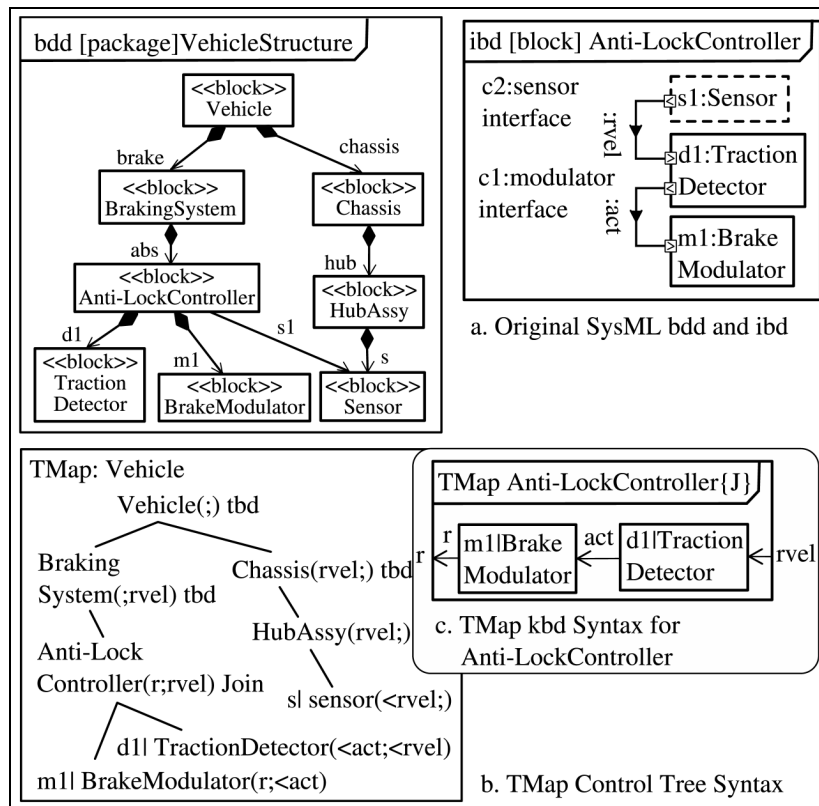 bdd [package]VehicleStructure
<<block>>
Vehicle
brake
chassis
<<block>>
BrakingSystem
<<block>>
Chassis
abs
hub
<<block>>
Anti-LockController
<<block>>
HubAssy
d1
m1
s1
s
<<block>>
Traction
Detector
<<block>>
BrakeModulator
<<block>>
Sensor
ibd [block] Anti-LockController
c2:sensor
interface
:rvel
s1:Sensor
d1:Traction
Detector
c1:modulator
interface
:act
m1:Brake
Modulator
a. Original SysML bdd and ibd
TMap: Vehicle
Vehicle(;) tbd
Braking
System(;rvel) tbd
Chassis(rvel;) tbd
HubAssy(rvel;)
Anti-Lock
Controller(r;rvel) Join
s| sensor(<rvel;)
d1| TractionDetector(<act;<rvel)
m1| BrakeModulator(r;<act)
TMap Anti-LockController{J}
r
r
m1|Brake
Modulator
act
d1|Traction
Detector
rvel
c. TMap kbd Syntax for
Anti-LockController
b. TMap Control Tree Syntax